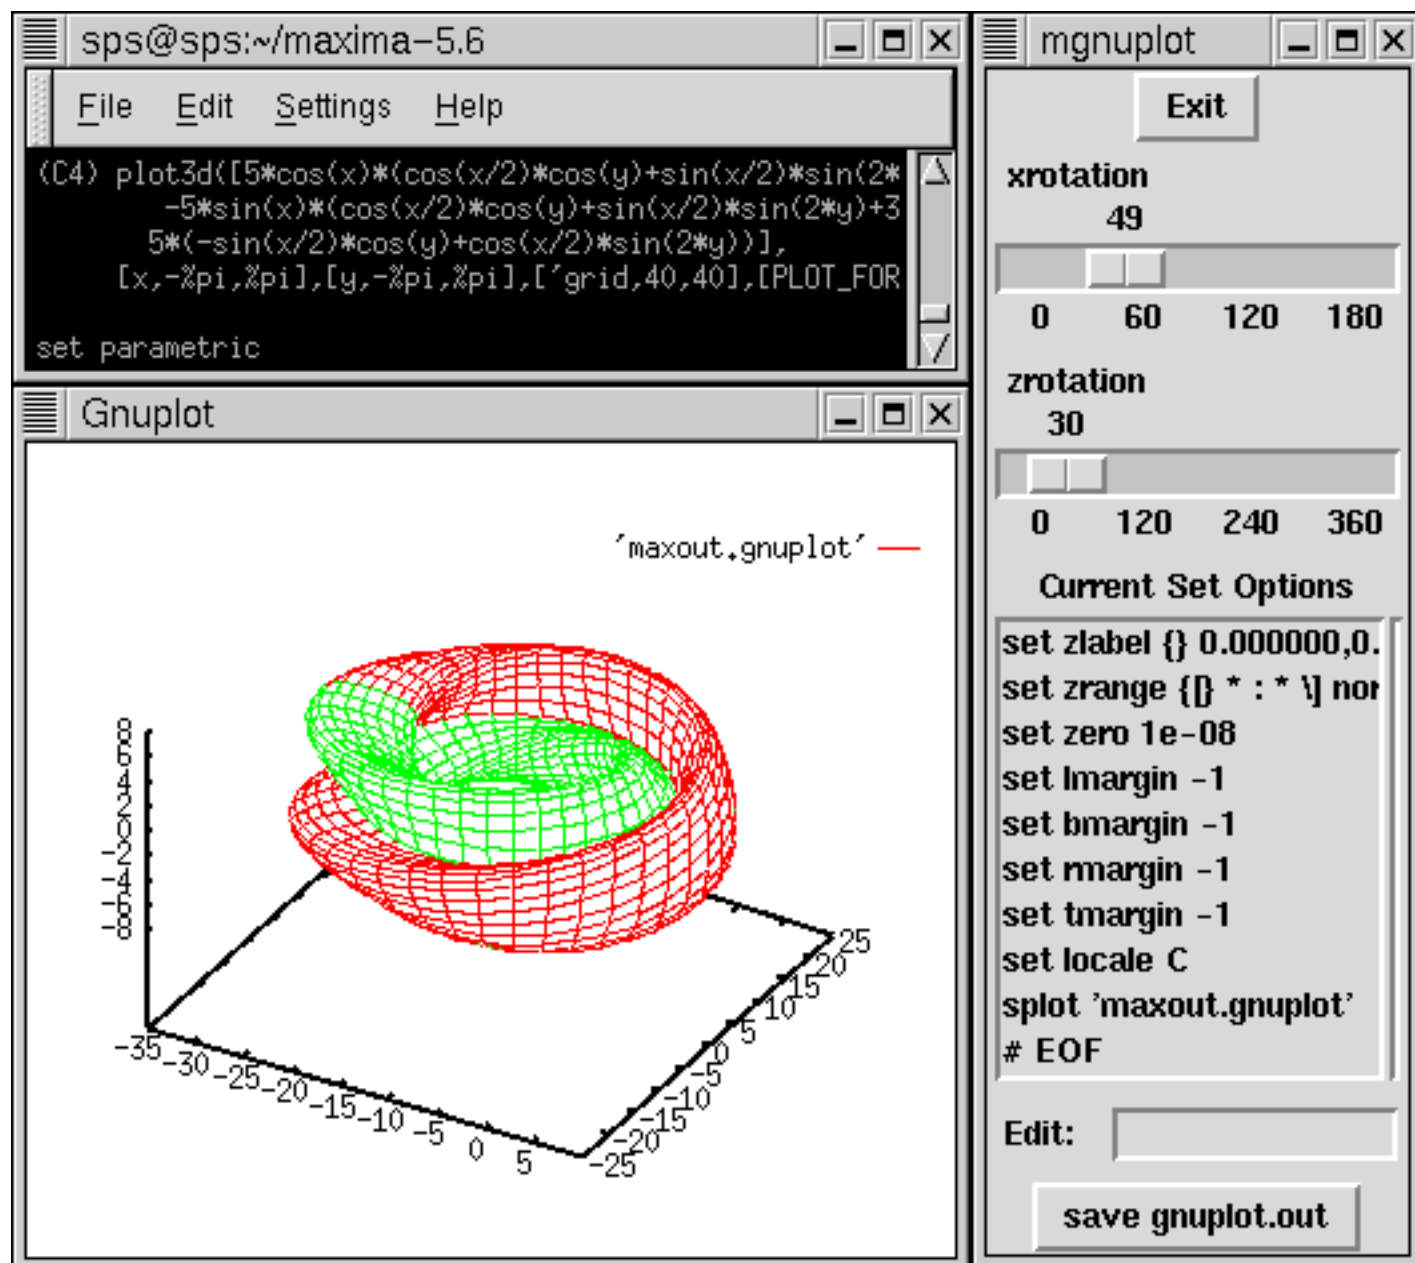 sps@sps:~/maxima-5.6
File Edit Settings Help
(C4) plot3d([5*cos(x)*(cos(x/2)*cos(y)+sin(x/2)*sin(2*
-5*sin(x)*(cos(x/2)*cos(y)+sin(x/2)*sin(2*y)+3
5*(-sin(x/2)*cos(y)+cos(x/2)*sin(2*y))],
[x,-%pi,%pi],[y,-%pi,%pi],['grid,40,40],[PLOT_FOR
set parametric
Gnuplot
'maxout.gnuplot'
8
6
4
2
0
-2
-4
-6
-8
-35 -30 -25 -20 -15 -10 -5 0 5
-25 -20 -15 -10 -5 0 5 10 15 20 25
mgnuplot
Exit
xrotation
49
0 60 120 180
zrotation
30
0 120 240 360
Current Set Options
set zlabel {} 0.000000,0.
set zrange {[} * : * \] nor
set zero 1e-08
set lmargin -1
set bmargin -1
set rmargin -1
set tmargin -1
set locale C
splot 'maxout.gnuplot'
# EOF
Edit:
save gnuplot.out